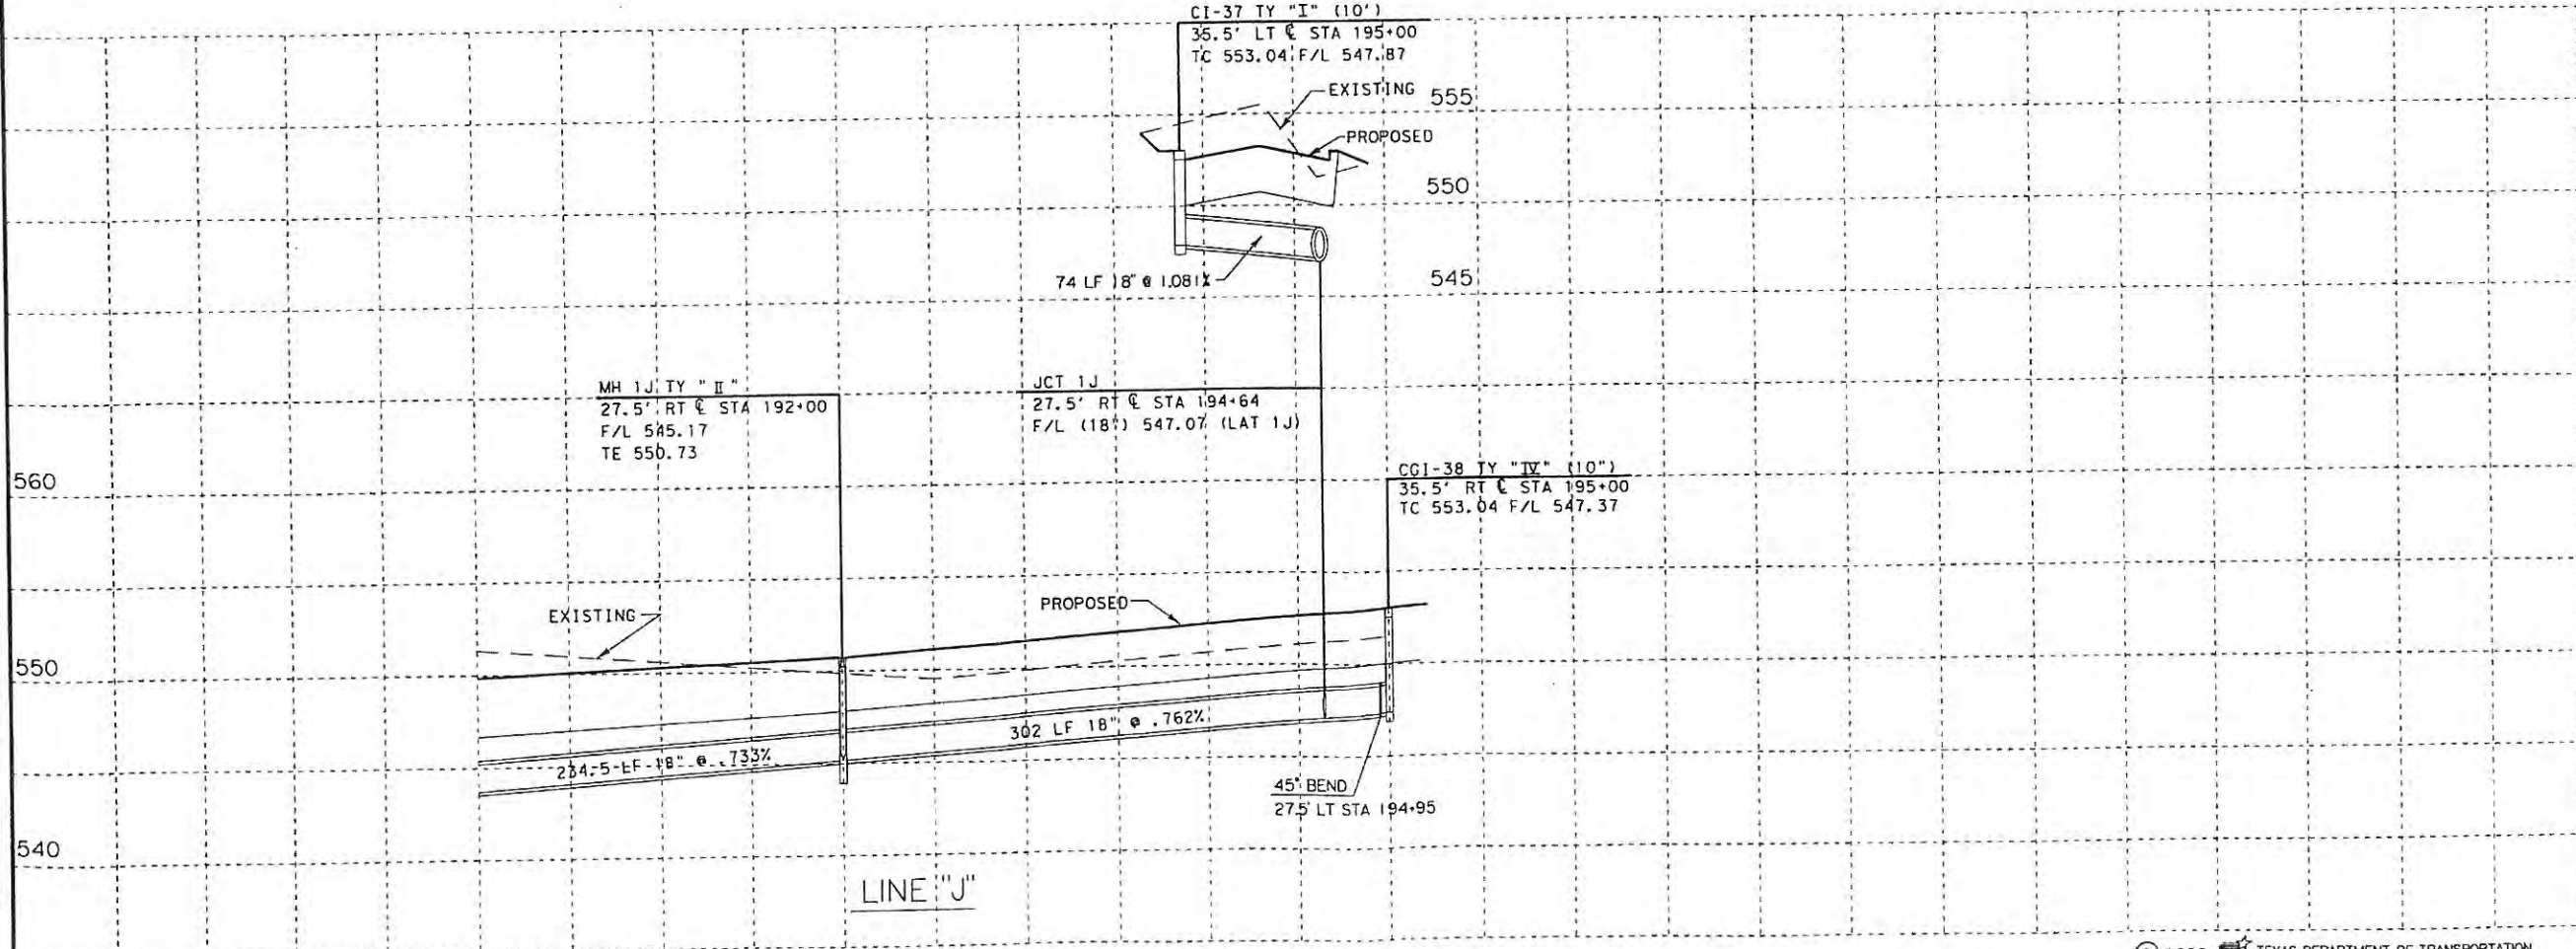 CI-37 TY "I" (10')
35.5' LT ℄ STA 195+00
TC 553.04 F/L 547.87
EXISTING
555
PROPOSED
550
74 LF 18" @ 1.081%
545
MH 1J TY "II"
27.5' RT ℄ STA 192+00
F/L 545.17
TE 550.73
JCT 1J
27.5' RT ℄ STA 194+64
F/L (18") 547.07 (LAT 1J)
CGI-38 TY "IV" (10")
35.5' RT ℄ STA 195+00
TC 553.04 F/L 547.37
560
EXISTING
PROPOSED
550
302 LF 18" @ .762%
234.5 LF 18" @ .733%
45° BEND
27.5' LT STA 194+95
540
LINE "J"
TEXAS DEPARTMENT OF TRANSPORTATION